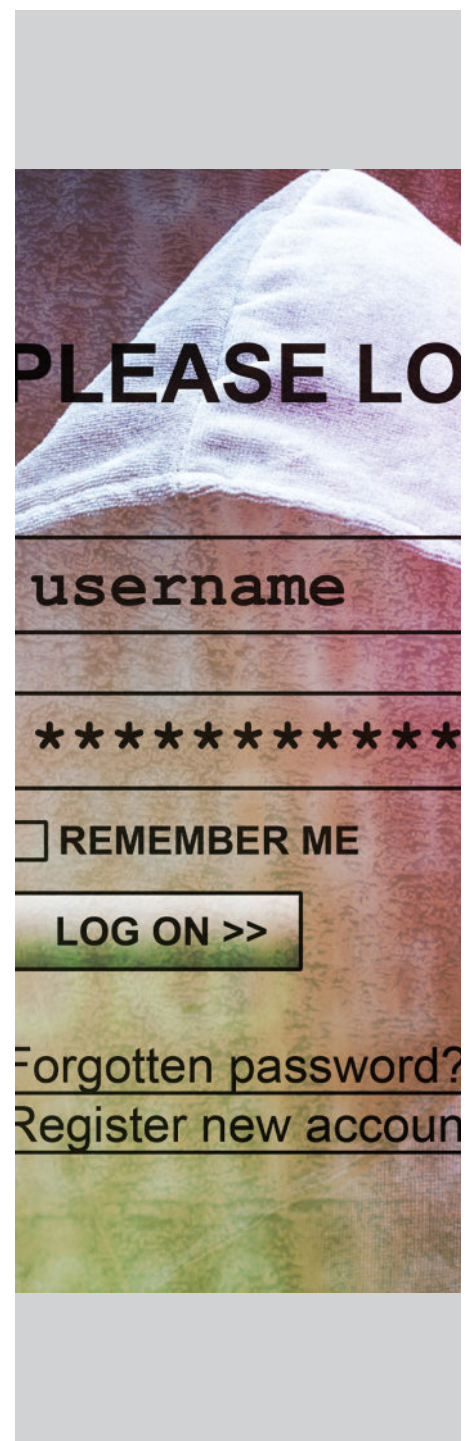 PLEASE LO
username
***********
REMEMBER ME
LOG ON >>
Forgotten password?
Register new accoun